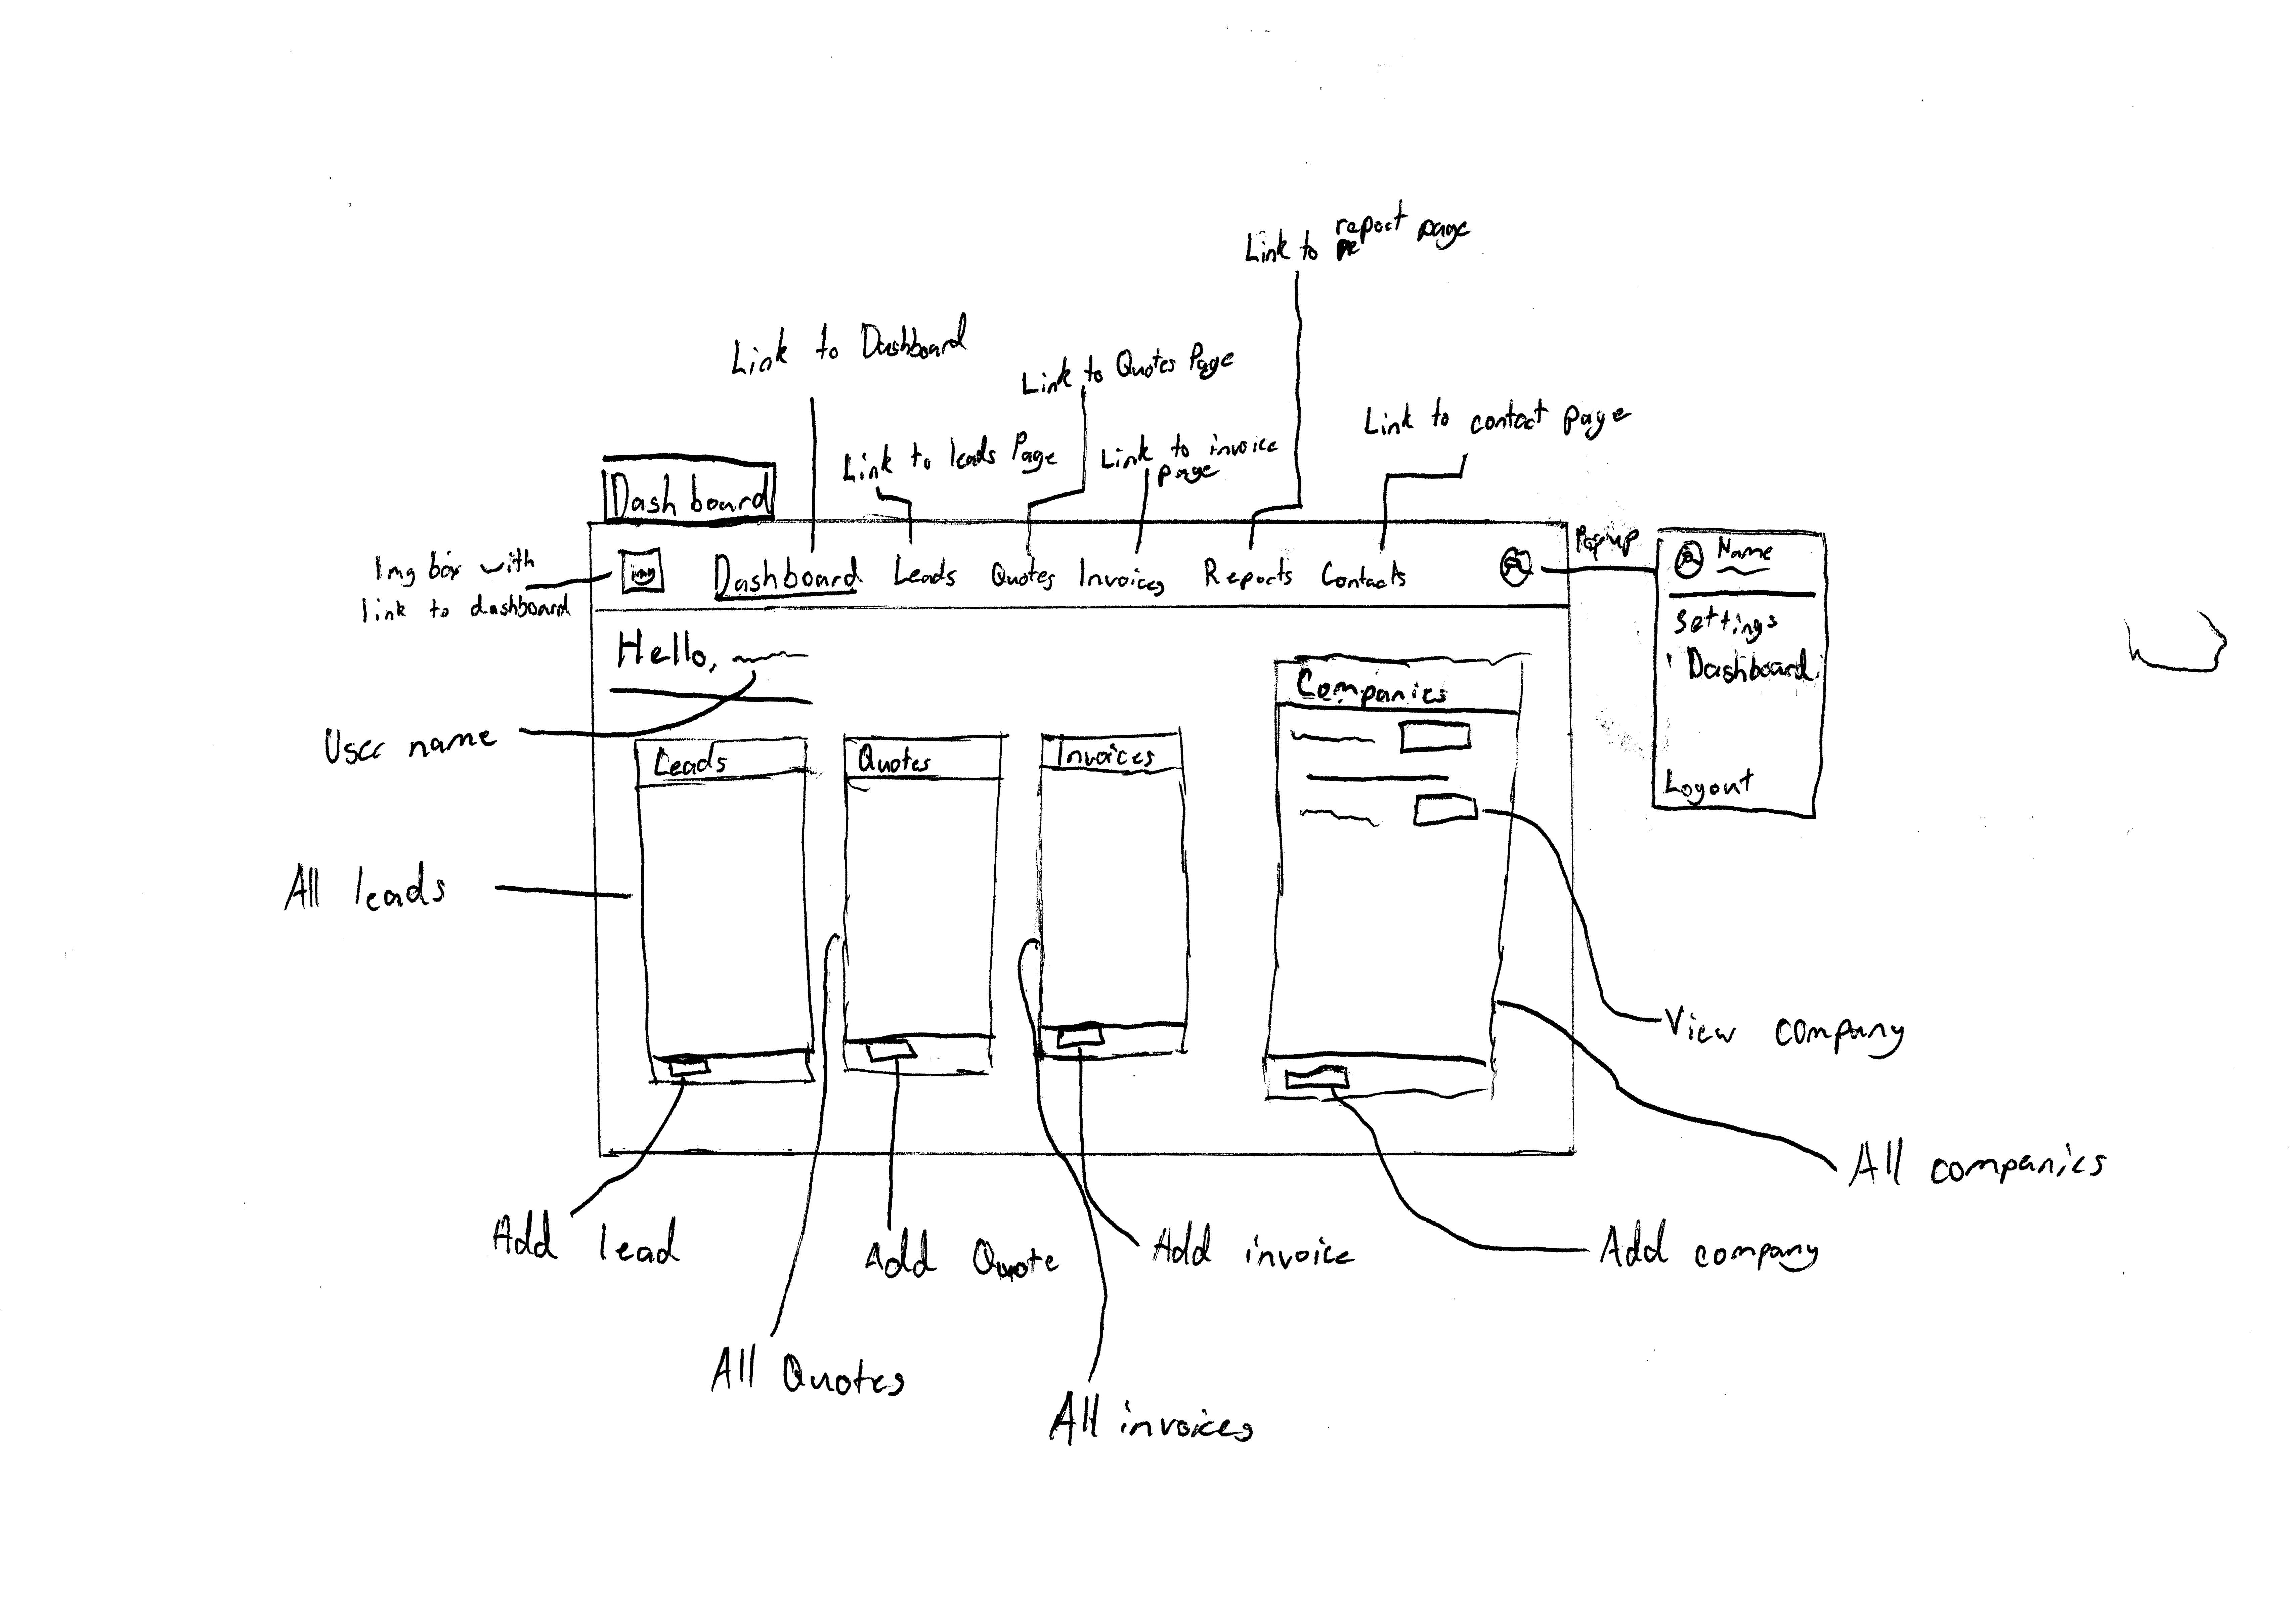 Link to report page
Link to Dashboard
Link to Quotes Page
Link to contact page
Link to leads Page
Link to invoice
page
Dashboard
Img box with
link to dashboard
img
Dashboard Leads Quotes Invoices Reports Contacts
Popup
Name
Settings
Dashboard
Logout
Hello,
User name
Companies
Leads
Quotes
Invoices
All leads
View company
All companies
Add lead
Add Quote
Add invoice
Add company
All Quotes
All invoices